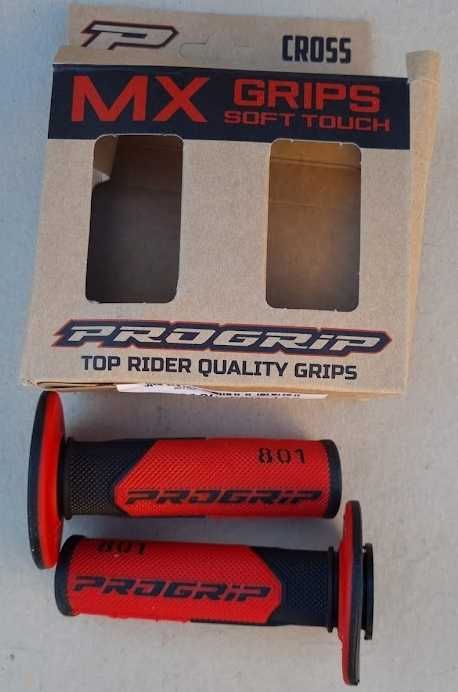 CROSS
MX GRIPS
SOFT TOUCH
PROGRIP
TOP RIDER QUALITY GRIPS
801
PROGRIP
801
PROGRIP